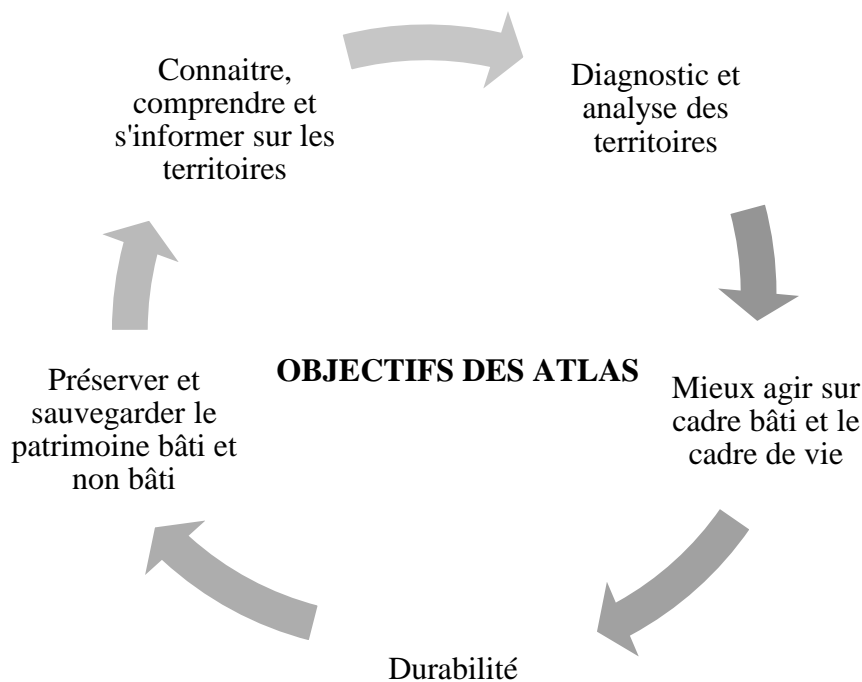 Connaitre,
comprendre et
s'informer sur les
territoires
Diagnostic et
analyse des
territoires
OBJECTIFS DES ATLAS
Mieux agir sur
cadre bâti et le
cadre de vie
Durabilité
Préserver et
sauvegarder le
patrimoine bâti et
non bâti